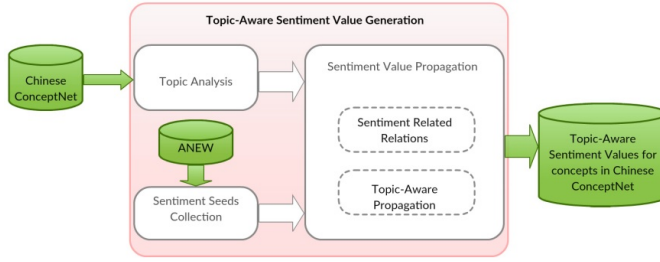 Topic-Aware Sentiment Value Generation
Chinese
ConceptNet
Topic Analysis
Sentiment Value Propagation
Sentiment Related
Relations
ANEW
Topic-Aware
Propagation
Sentiment Seeds
Collection
Topic-Aware
Sentiment Values for
concepts in Chinese
ConceptNet